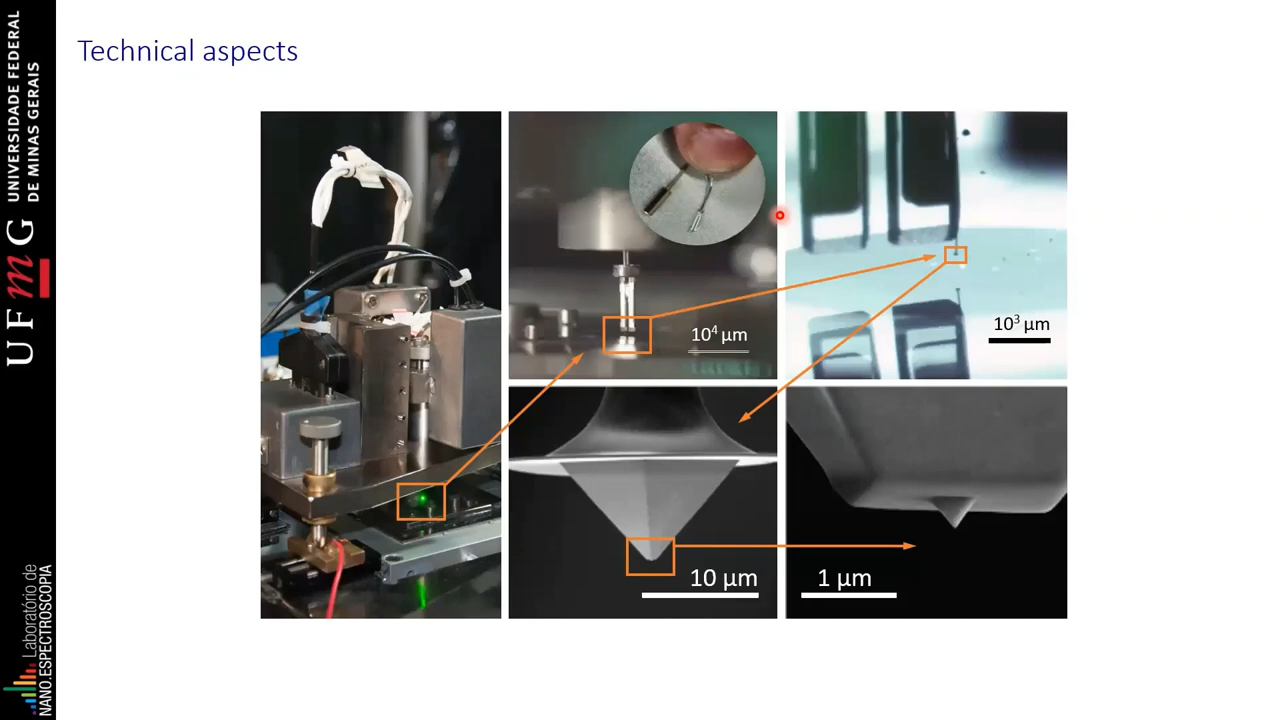 Technical aspects
UNIVERSIDADE FEDERAL
DE MINAS GERAIS
UFmG
Laboratório de
NANO.ESPECTROSCOPIA
10⁴ µm
10³ µm
10 µm
1 µm